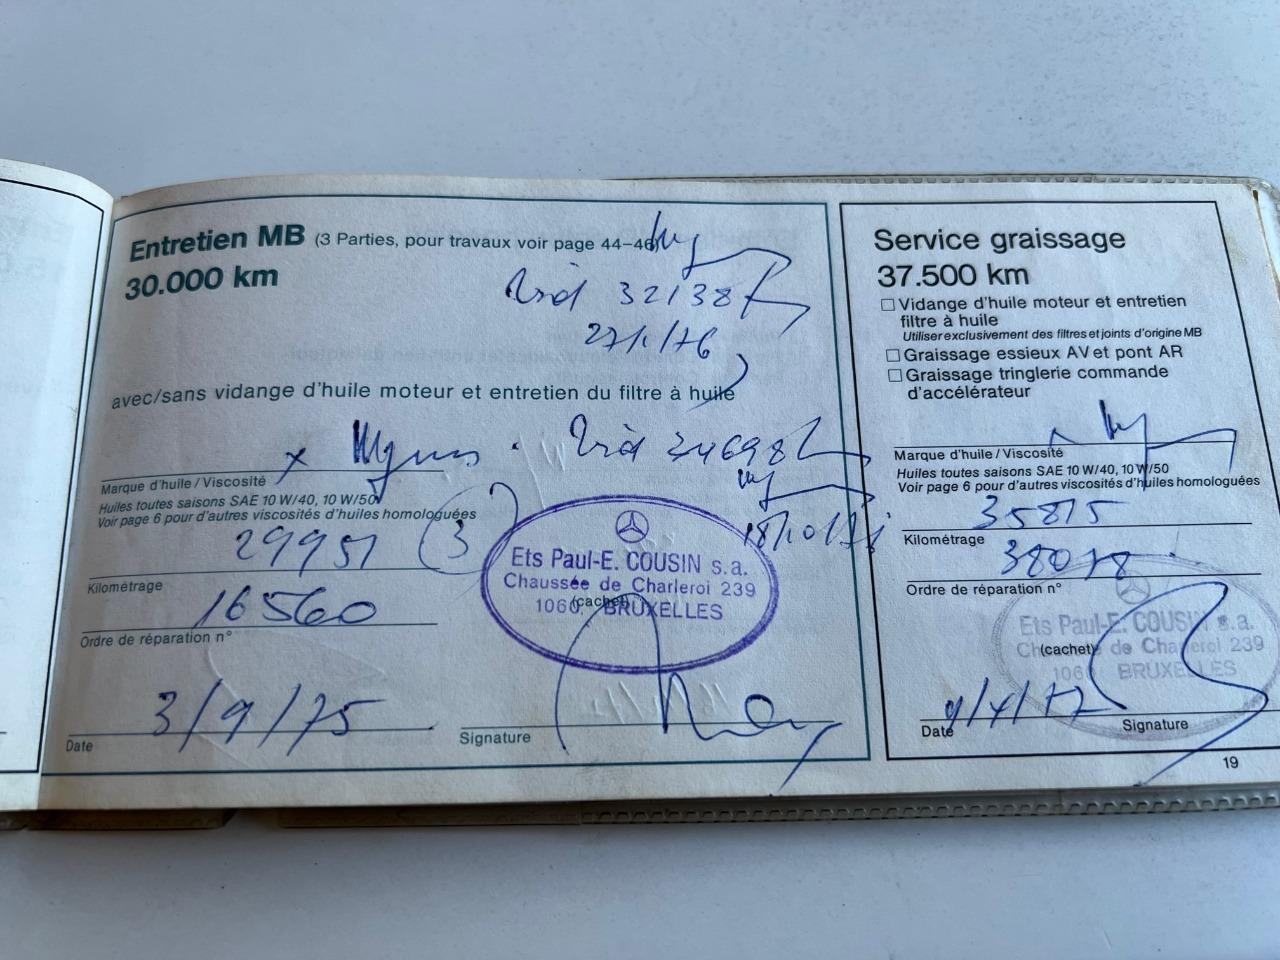 Entretien MB (3 Parties, pour travaux voir page 44–46)
30.000 km
32138
27/1/76
avec/sans vidange d'huile moteur et entretien du filtre à huile
34698
Marque d'huile / Viscosité
Huiles toutes saisons SAE 10 W/40, 10 W/50
Voir page 6 pour d'autres viscosités d'huiles homologuées
29951 (3)
Kilométrage
16560
Ordre de réparation n°
Ets Paul-E. COUSIN s.a.
Chaussée de Charleroi 239
1060 BRUXELLES
(cachet)
3/9/75
Date
Signature
Service graissage
37.500 km
Vidange d'huile moteur et entretien
filtre à huile
Utiliser exclusivement des filtres et joints d'origine MB
Graissage essieux AV et pont AR
Graissage tringlerie commande
d'accélérateur
Marque d'huile / Viscosité
Huiles toutes saisons SAE 10 W/40, 10 W/50
Voir page 6 pour d'autres viscosités d'huiles homologuées
35815
Kilométrage
38078
Ordre de réparation n°
Ets Paul-E. COUSIN s.a.
Chaussée de Charleroi 239
1060 BRUXELLES
(cachet)
Date
Signature
19